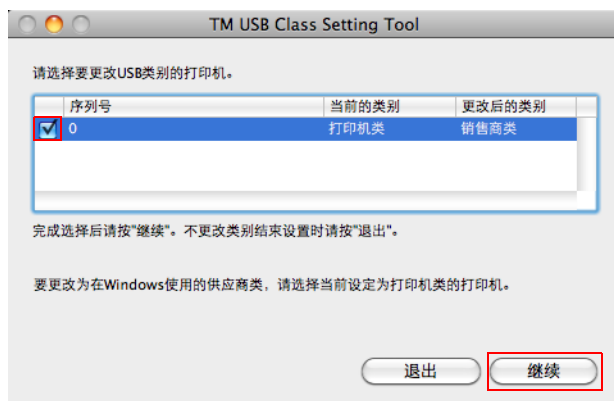 TM USB Class Setting Tool
请选择要更改USB类别的打印机。
序列号 当前的类别 更改后的类别
0 打印机类 销售商类
完成选择后请按"继续"。不更改类别结束设置时请按"退出"。
要更改为在Windows使用的供应商类，请选择当前设定为打印机类的打印机。
退出 继续